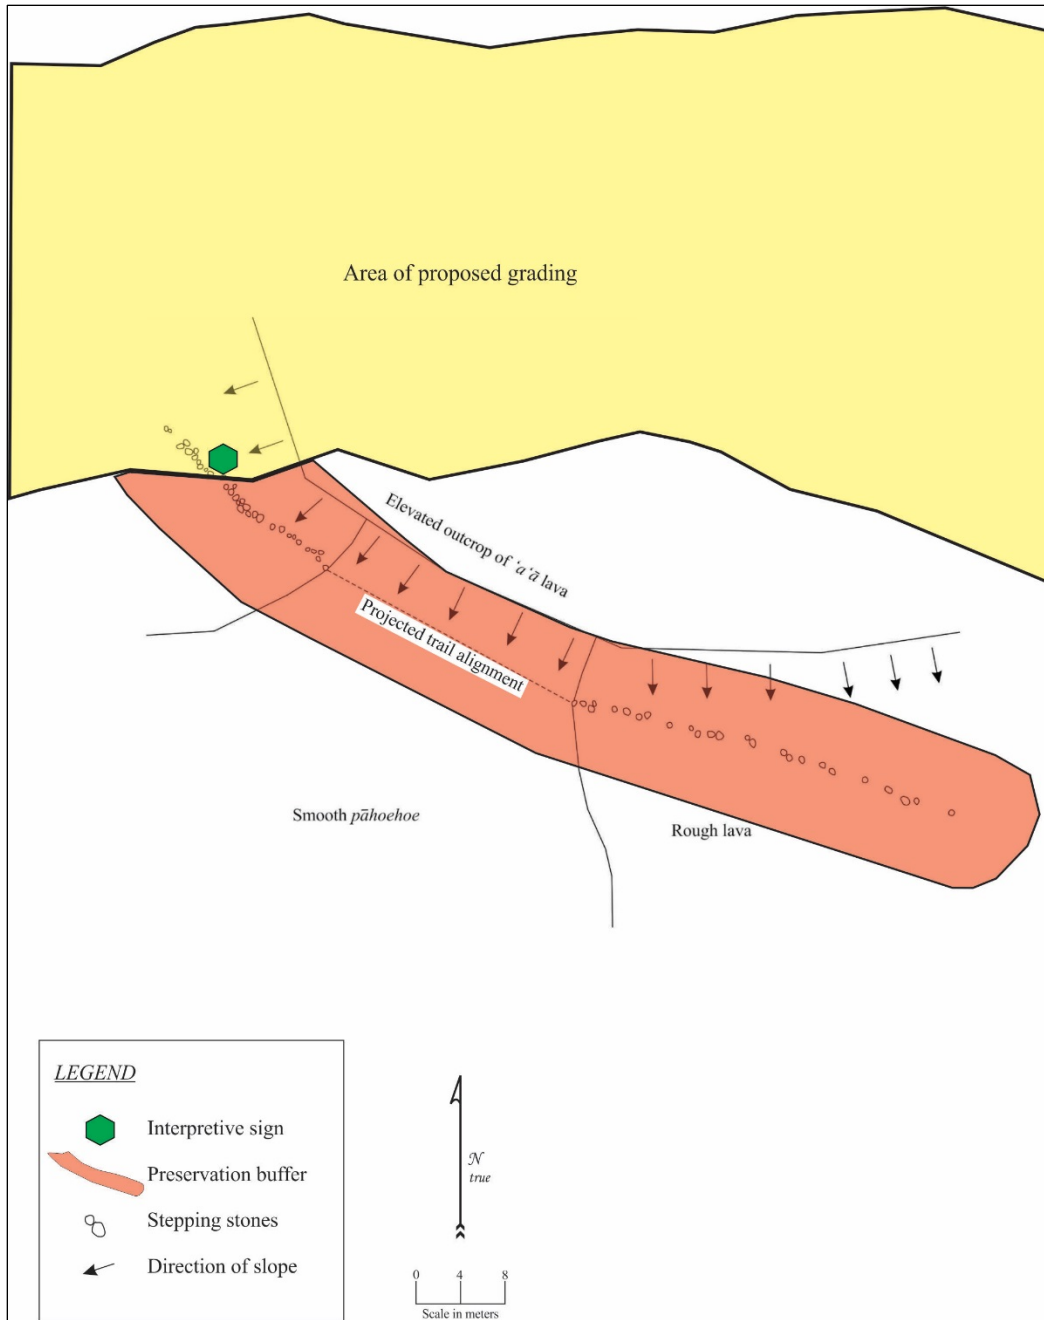 Area of proposed grading
Elevated outcrop of ʻaʻā lava
Projected trail alignment
Smooth pāhoehoe
Rough lava
LEGEND
Interpretive sign
Preservation buffer
Stepping stones
Direction of slope
N
true
0 4 8
Scale in meters